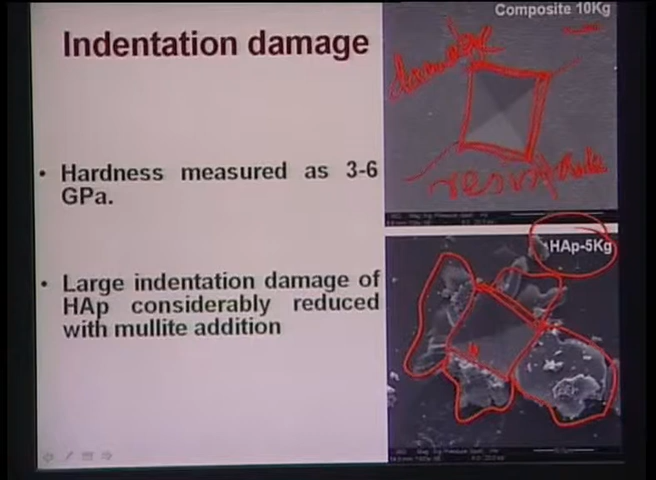 Indentation damage
Composite 10Kg
damage
• Hardness measured as 3-6
GPa.
HAp-5Kg
• Large indentation damage of
HAp considerably reduced
with mullite addition